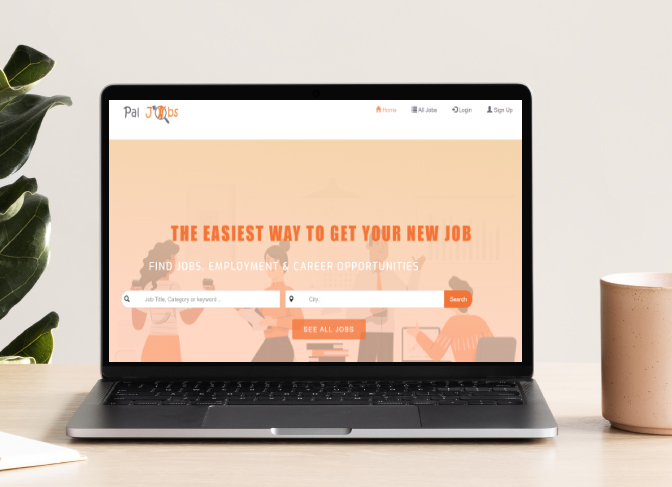 Pal Jobs
Home All Jobs Login Sign Up
THE EASIEST WAY TO GET YOUR NEW JOB
FIND JOBS, EMPLOYMENT & CAREER OPPORTUNITIES
Job Title, Category or keyword ... City. Search
SEE ALL JOBS